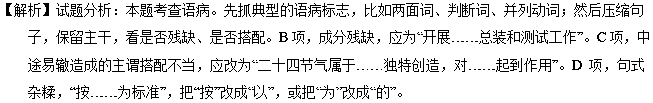 【解析】试题分析：本题考查语病。先抓典型的语病标志，比如两面词、判断词、并列动词；然后压缩句
子，保留主干，看是否残缺、是否搭配。B 项，成分残缺，应为“开展……总装和测试工作”。C 项，中
途易辙造成的主谓搭配不当，应改为“二十四节气属于……独特创造，对……起到作用”。D 项，句式
杂糅，“按……为标准”，把“按”改成“以”，或把“为”改成“的”。